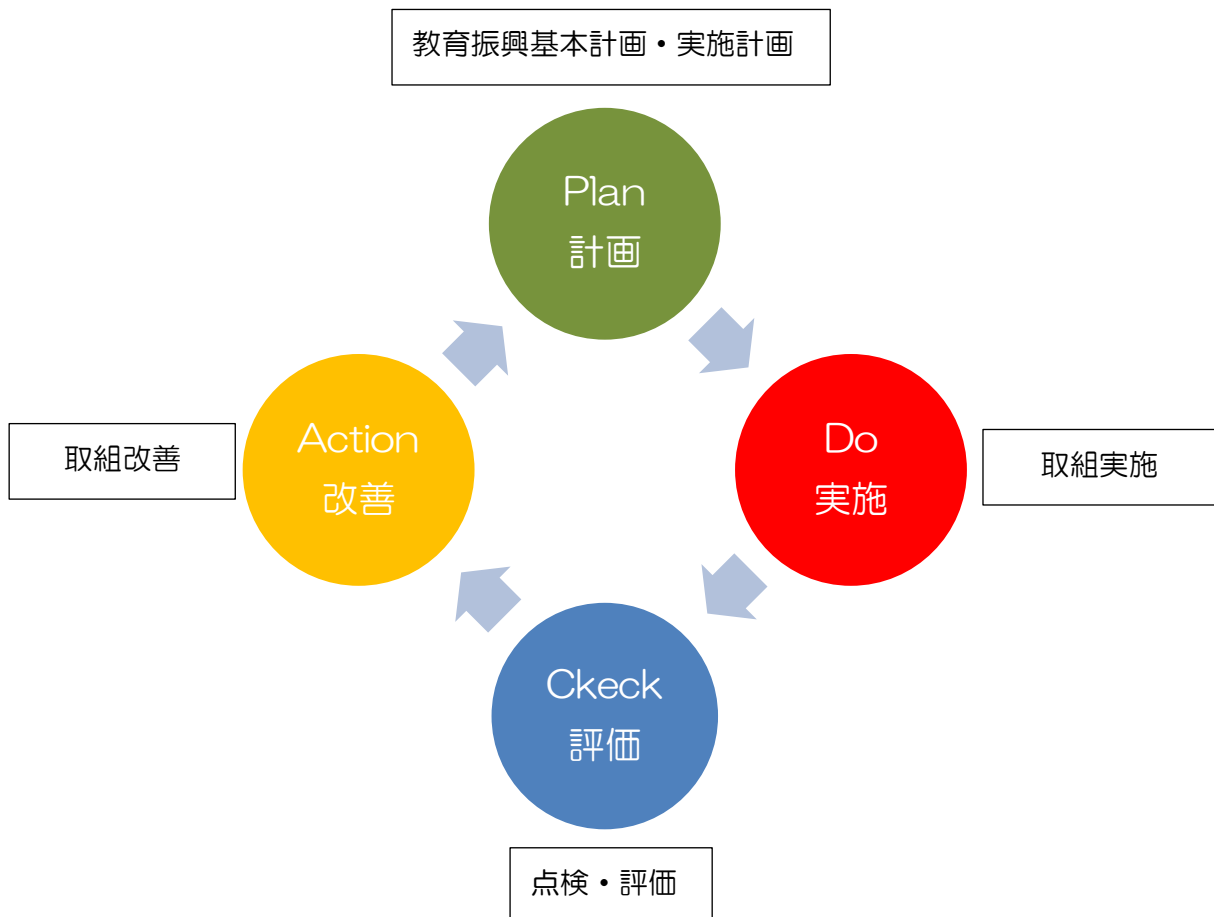 教育振興基本計画・実施計画
Plan
計画
Action
改善
取組改善
Do
実施
取組実施
Ckeck
評価
点検・評価